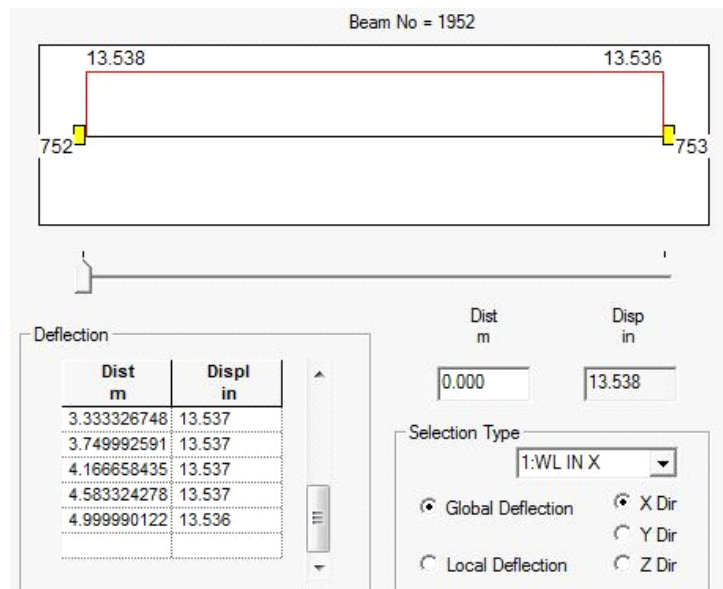 Beam No = 1952
13.538 13.536
752 753
Deflection
Dist Displ
m in
3.333326748 13.537
3.749992591 13.537
4.166658435 13.537
4.583324278 13.537
4.999990122 13.536
Dist Disp
m in
0.000 13.538
Selection Type
1:WL IN X
Global Deflection X Dir
Y Dir
Local Deflection Z Dir